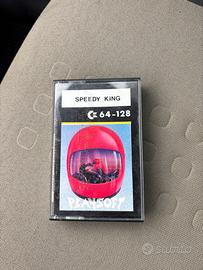 SPEEDY KING
C 64-128
PLAYSOFT
subito